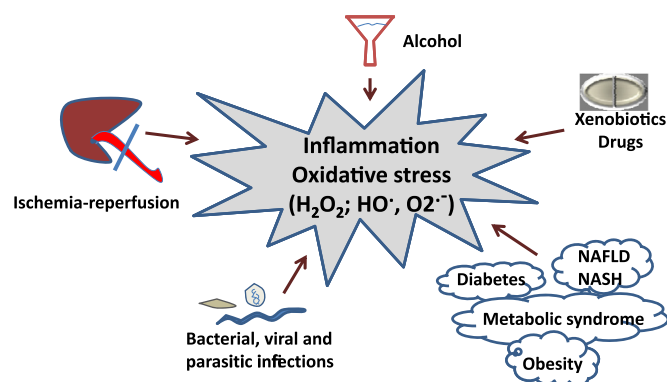 Alcohol
Xenobiotics
Drugs
Inflammation
Oxidative stress
(H₂O₂; HO·, O2·⁻)
Ischemia-reperfusion
NAFLD
NASH
Diabetes
Metabolic syndrome
Obesity
Bacterial, viral and
parasitic infections